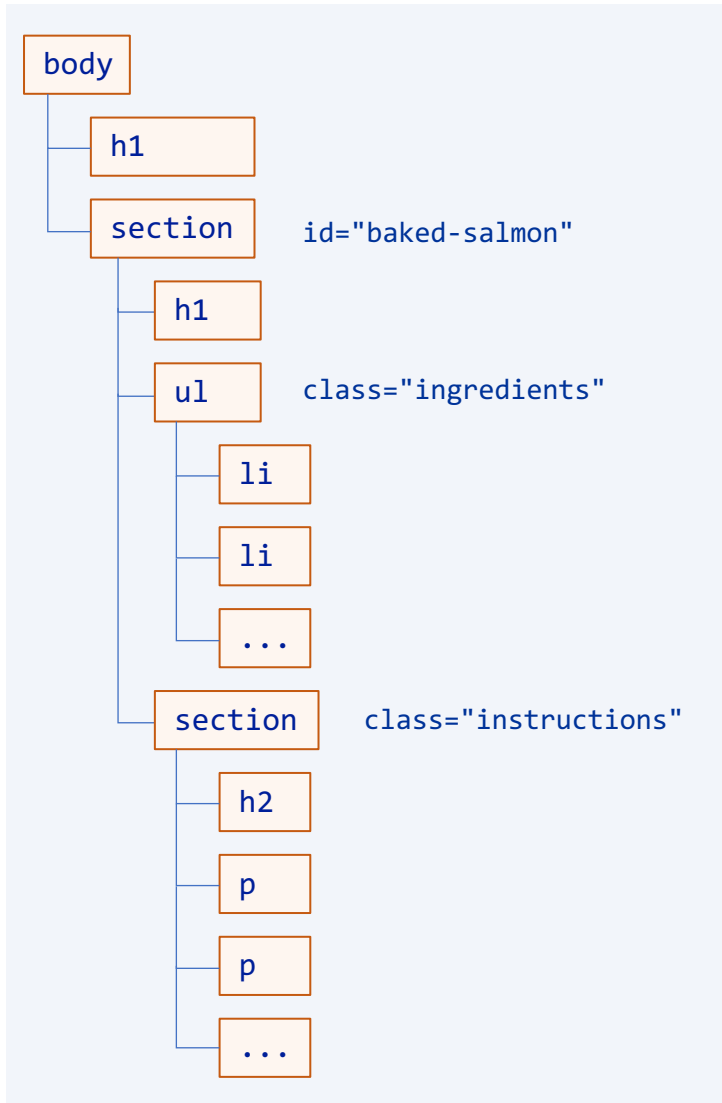 body
h1
section id="baked-salmon"
h1
ul class="ingredients"
li
li
...
section class="instructions"
h2
p
p
...